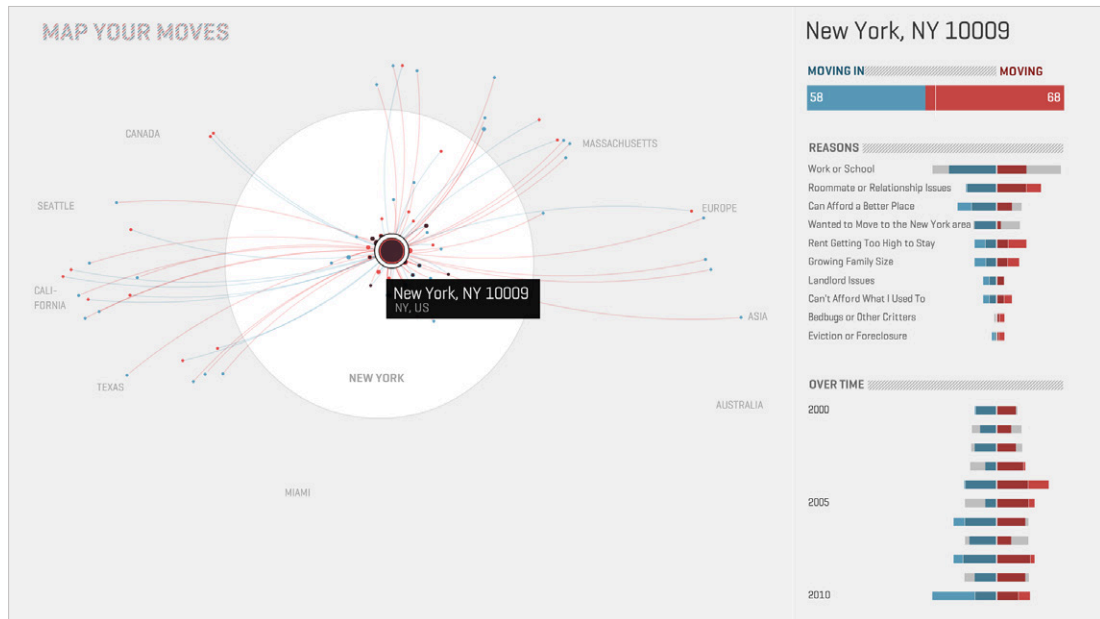 MAP YOUR MOVES
CANADA
MASSACHUSETTS
SEATTLE
EUROPE
CALI-
FORNIA
New York, NY 10009
NY, US
ASIA
NEW YORK
TEXAS
AUSTRALIA
MIAMI
New York, NY 10009
MOVING IN MOVING
58 68
REASONS
Work or School
Roommate or Relationship Issues
Can Afford a Better Place
Wanted to Move to the New York area
Rent Getting Too High to Stay
Growing Family Size
Landlord Issues
Can't Afford What I Used To
Bedbugs or Other Critters
Eviction or Foreclosure
OVER TIME
2000
2005
2010